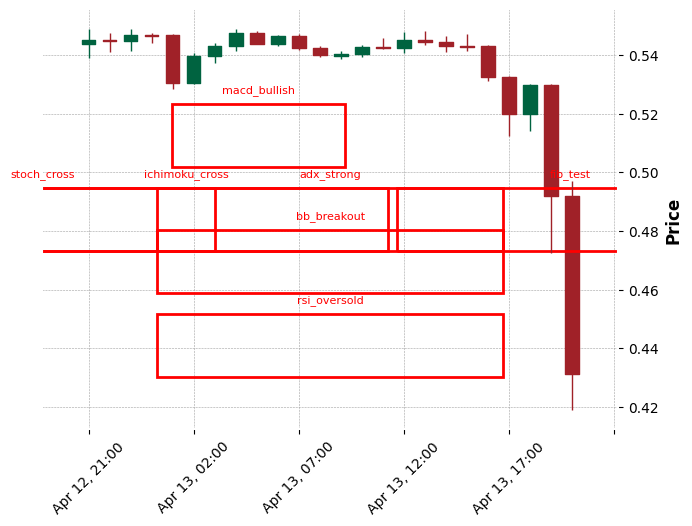 0.54
macd_bullish
0.52
stoch_cross ichimoku_cross adx_strong
0.50
bb_breakout
0.48
Price
0.46
rsi_oversold
0.44
0.42
Apr 12, 21:00
Apr 13, 02:00
Apr 13, 07:00
Apr 13, 12:00
Apr 13, 17:00